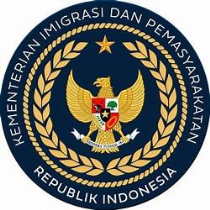 KEMENTERIAN IMIGRASI DAN PEMASYARAKATAN
REPUBLIK INDONESIA